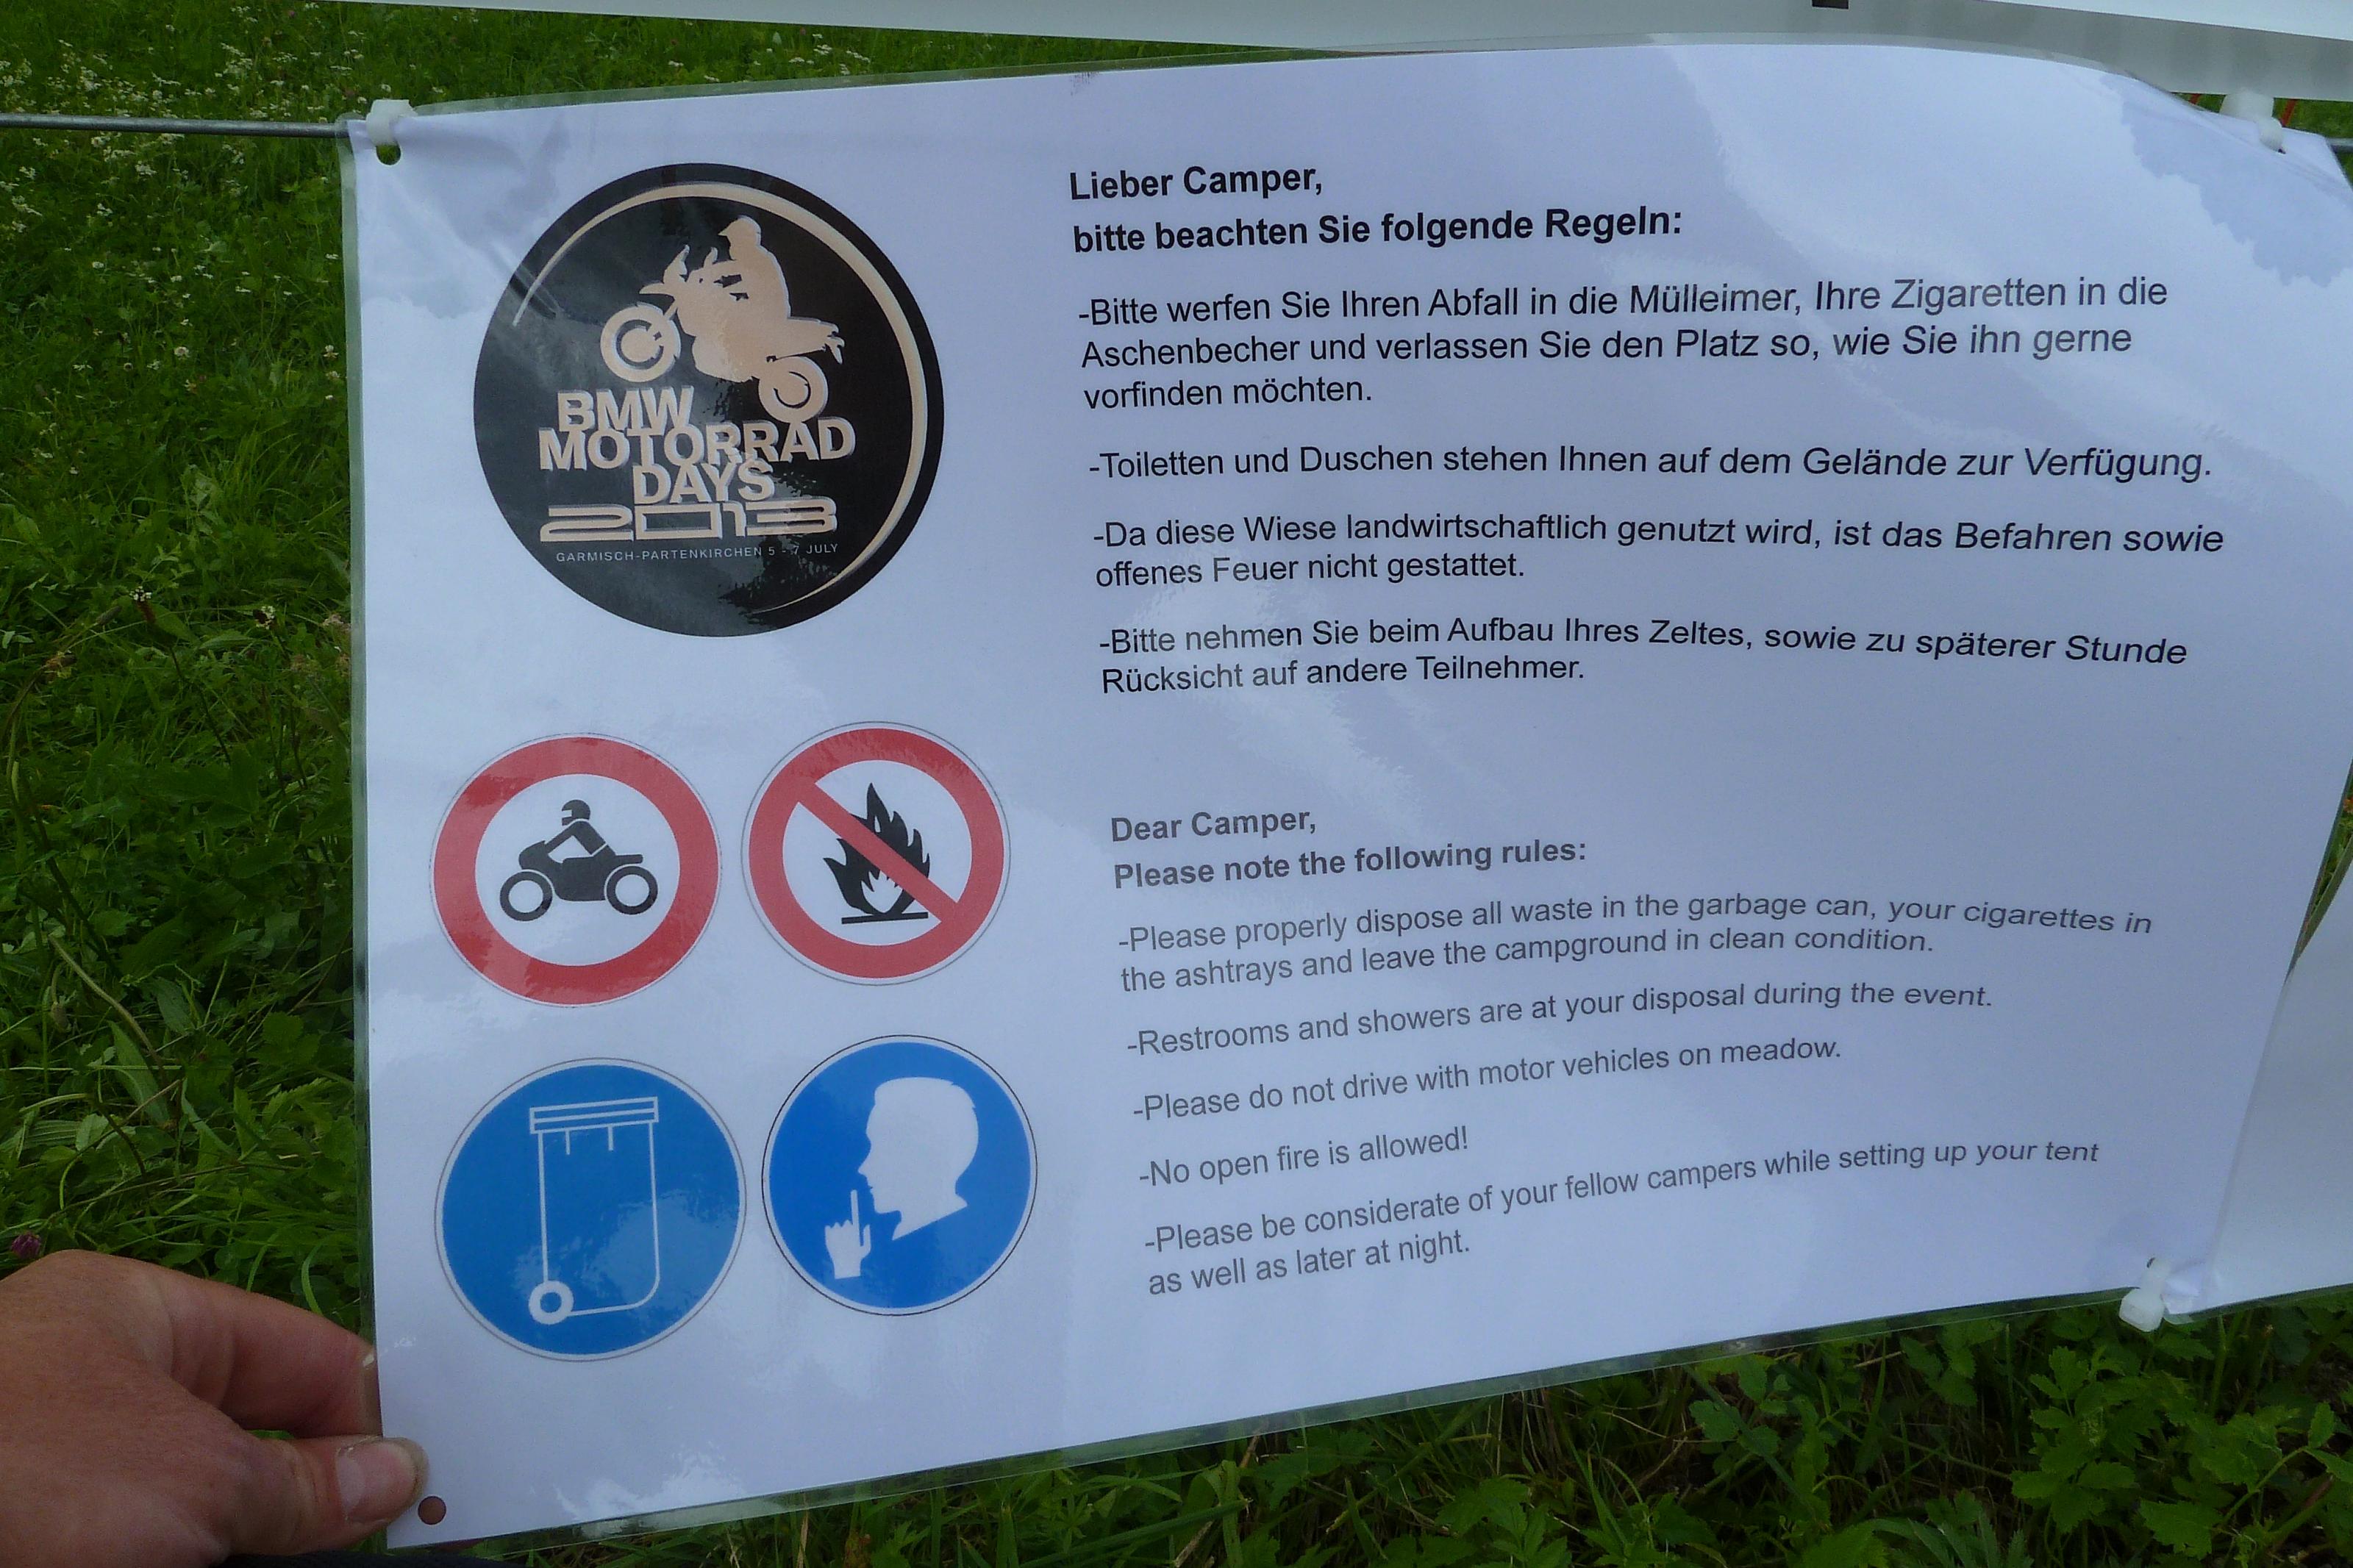 BMW
MOTORRAD
DAYS
2013
GARMISCH-PARTENKIRCHEN 5 - 7 JULY
Lieber Camper,
bitte beachten Sie folgende Regeln:
-Bitte werfen Sie Ihren Abfall in die Mülleimer, Ihre Zigaretten in die
Aschenbecher und verlassen Sie den Platz so, wie Sie ihn gerne
vorfinden möchten.
-Toiletten und Duschen stehen Ihnen auf dem Gelände zur Verfügung.
-Da diese Wiese landwirtschaftlich genutzt wird, ist das Befahren sowie
offenes Feuer nicht gestattet.
-Bitte nehmen Sie beim Aufbau Ihres Zeltes, sowie zu späterer Stunde
Rücksicht auf andere Teilnehmer.
Dear Camper,
Please note the following rules:
-Please properly dispose all waste in the garbage can, your cigarettes in
the ashtrays and leave the campground in clean condition.
-Restrooms and showers are at your disposal during the event.
-Please do not drive with motor vehicles on meadow.
-No open fire is allowed!
-Please be considerate of your fellow campers while setting up your tent
as well as later at night.